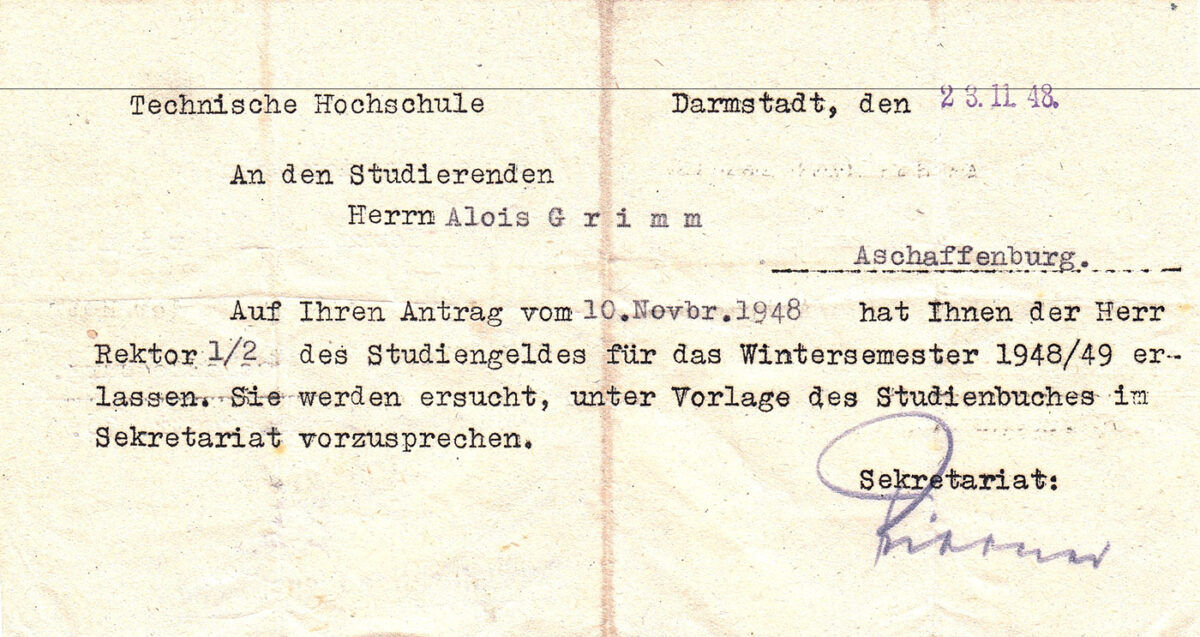 Technische Hochschule Darmstadt, den 23.11.48.
An den Studierenden
Herrn Alois G r i m m
Aschaffenburg.
Auf Ihren Antrag vom 10.Novbr.1948 hat Ihnen der Herr
Rektor 1/2 des Studiengeldes für das Wintersemester 1948/49 er-
lassen. Sie werden ersucht, unter Vorlage des Studienbuches im
Sekretariat vorzusprechen.
Sekretariat: